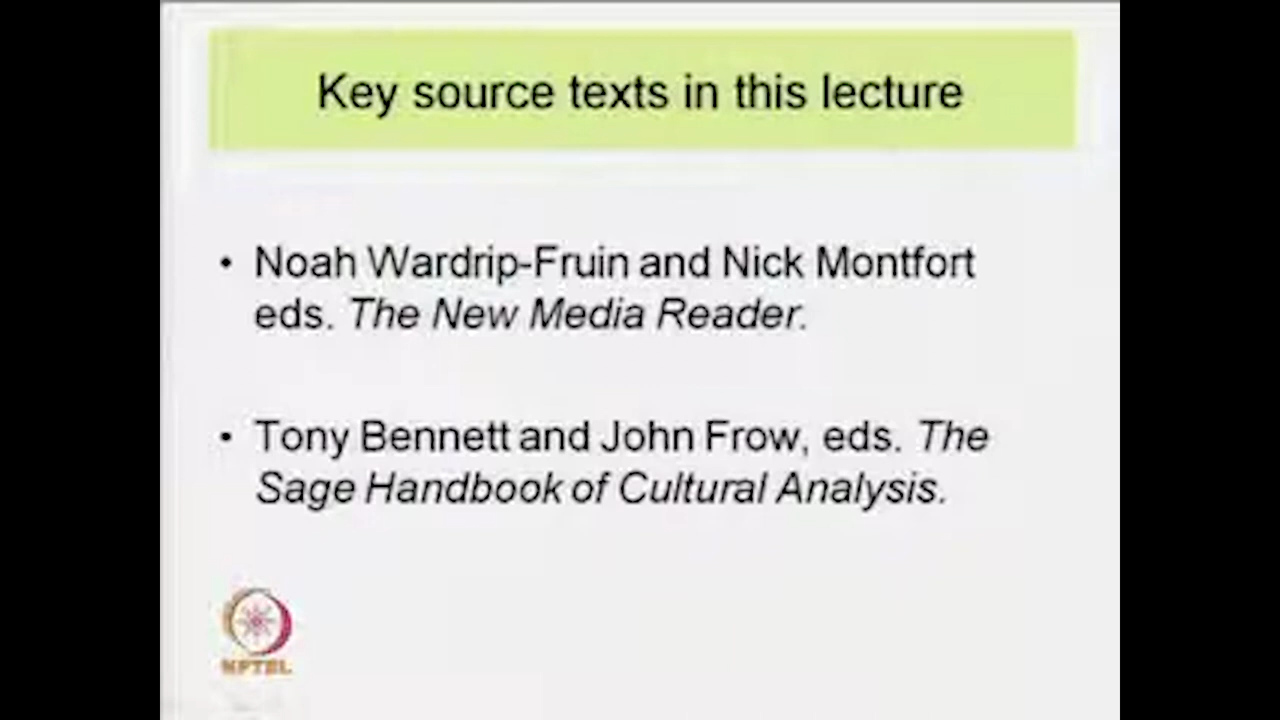 Key source texts in this lecture
• Noah Wardrip-Fruin and Nick Montfort
eds. The New Media Reader.
• Tony Bennett and John Frow, eds. The
Sage Handbook of Cultural Analysis.
NPTEL